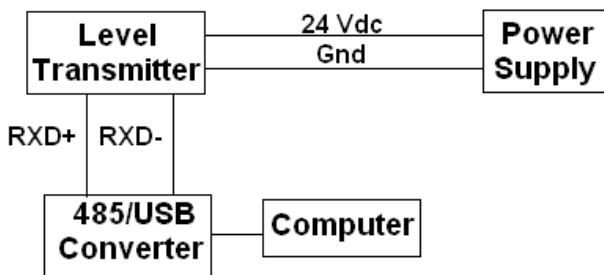 Level
Transmitter
24 Vdc
Gnd
Power
Supply
RXD+
RXD-
485/USB
Converter
Computer